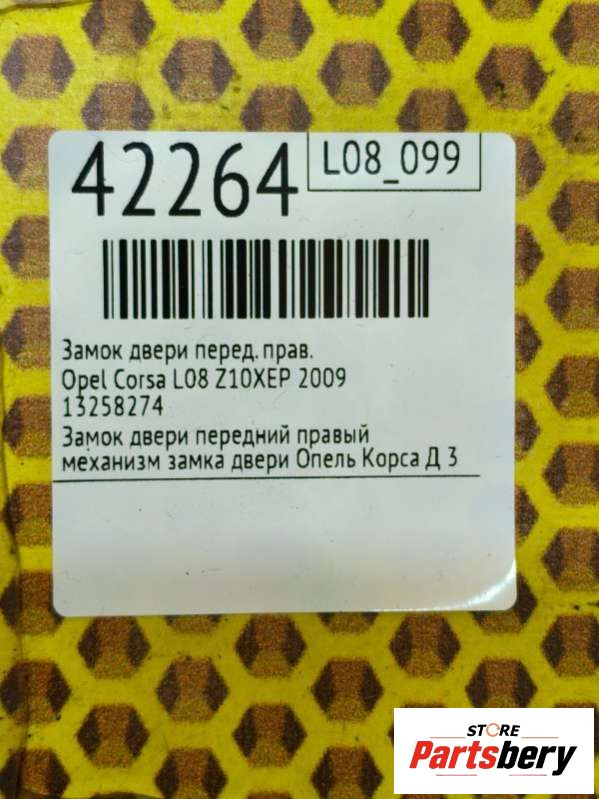 42264
L08_099
Замок двери перед. прав.
Opel Corsa L08 Z10XEP 2009
13258274
Замок двери передний правый
механизм замка двери Опель Корса Д 3
STORE
Partsbery